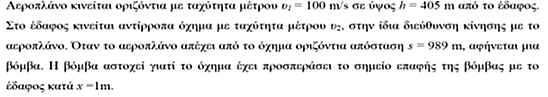 Αεροπλάνο κινείται οριζόντια με ταχύτητα μέτρου υ₁ = 100 m/s σε ύψος h = 405 m από το έδαφος.
Στο έδαφος κινείται αντίρροπα όχημα με ταχύτητα μέτρου υ₂, στην ίδια διεύθυνση κίνησης με το
αεροπλάνο. Όταν το αεροπλάνο απέχει από το όχημα οριζόντια απόσταση s = 989 m, αφήνεται μια
βόμβα. Η βόμβα αστοχεί γιατί το όχημα έχει προσπεράσει το σημείο επαφής της βόμβας με το
έδαφος κατά x =1m.